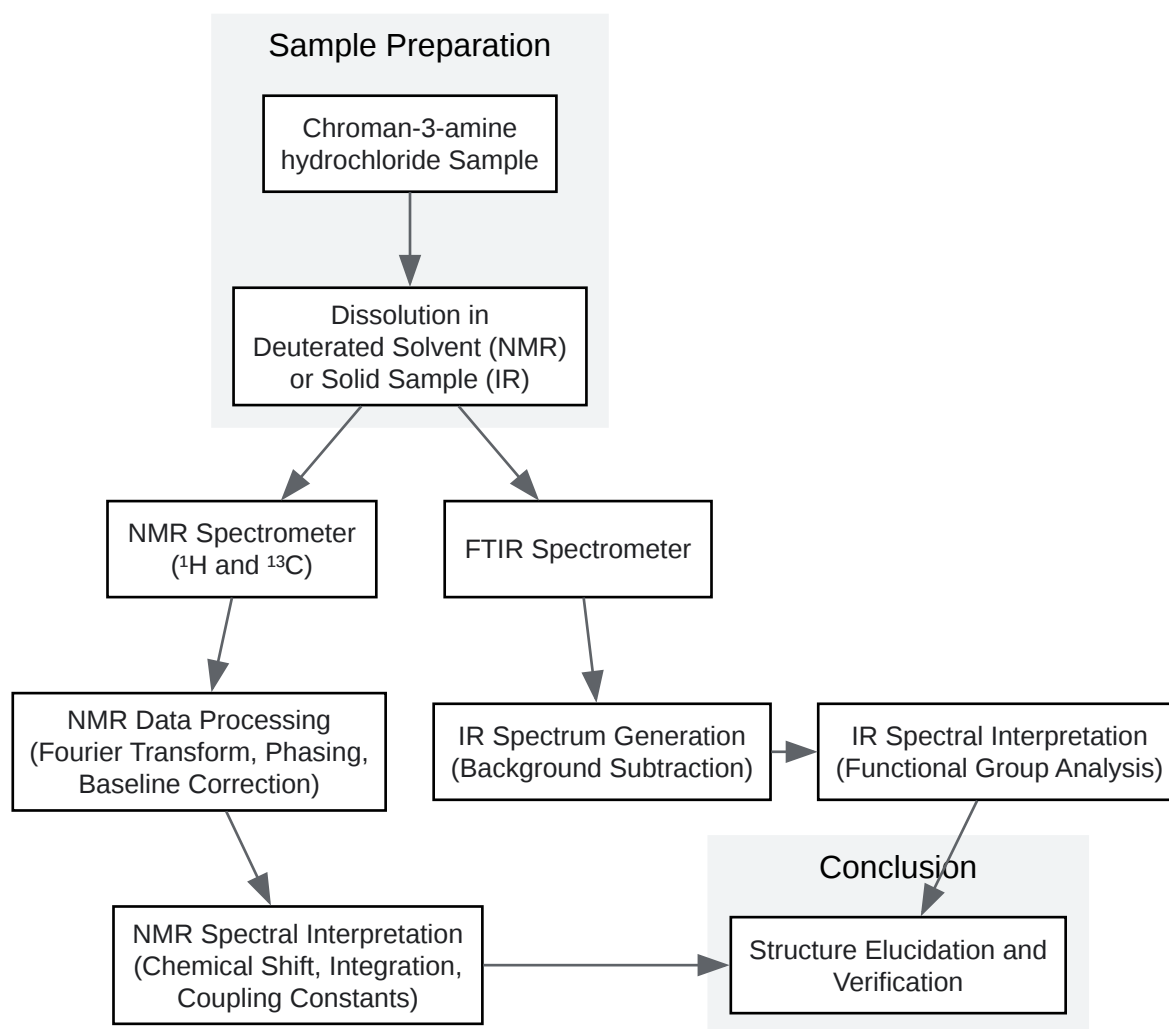 Sample Preparation
Chroman-3-amine
hydrochloride Sample
Dissolution in
Deuterated Solvent (NMR)
or Solid Sample (IR)
NMR Spectrometer
(¹H and ¹³C)
FTIR Spectrometer
NMR Data Processing
(Fourier Transform, Phasing,
Baseline Correction)
IR Spectrum Generation
(Background Subtraction)
IR Spectral Interpretation
(Functional Group Analysis)
Conclusion
NMR Spectral Interpretation
(Chemical Shift, Integration,
Coupling Constants)
Structure Elucidation and
Verification